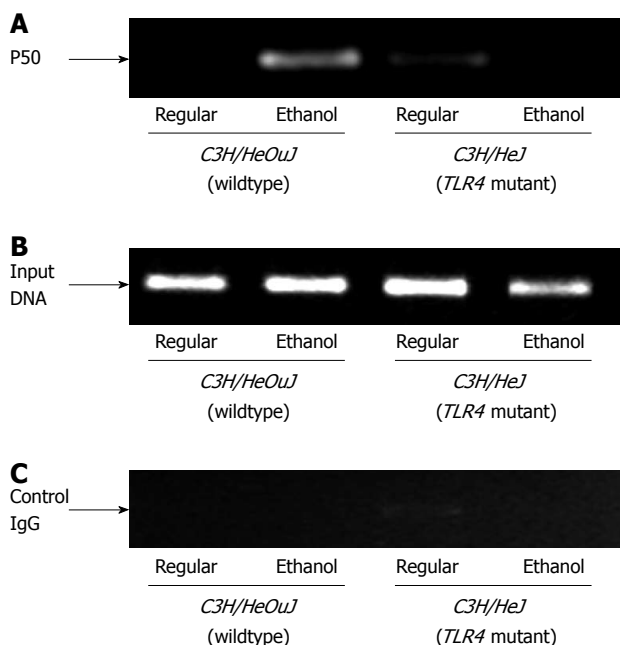 A
P50
Regular Ethanol Regular Ethanol
C3H/HeOuJ C3H/HeJ
(wildtype) (TLR4 mutant)
B
Input
DNA
Regular Ethanol Regular Ethanol
C3H/HeOuJ C3H/HeJ
(wildtype) (TLR4 mutant)
C
Control
IgG
Regular Ethanol Regular Ethanol
C3H/HeOuJ C3H/HeJ
(wildtype) (TLR4 mutant)